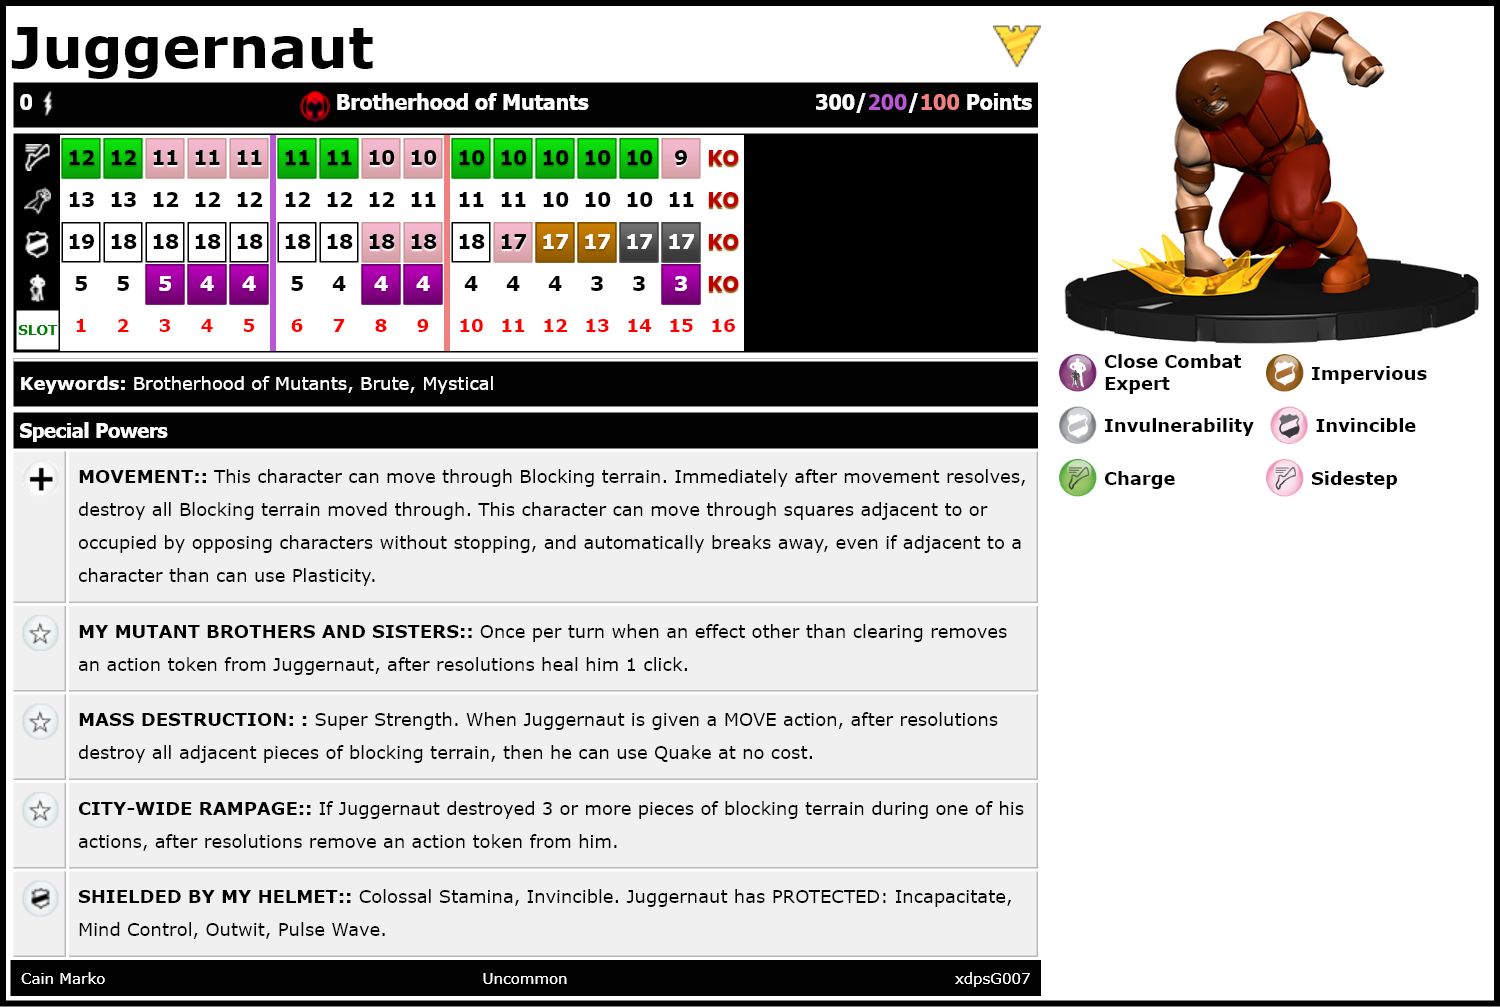 Juggernaut
0 Brotherhood of Mutants 300/200/100 Points
12 12 11 11 11 11 11 10 10 10 10 10 10 10 9 KO
13 13 12 12 12 12 12 12 11 11 11 10 10 10 11 KO
19 18 18 18 18 18 18 18 18 18 17 17 17 17 17 KO
5 5 5 4 4 5 4 4 4 4 4 4 3 3 3 KO
SLOT 1 2 3 4 5 6 7 8 9 10 11 12 13 14 15 16
Keywords: Brotherhood of Mutants, Brute, Mystical
Special Powers
MOVEMENT:: This character can move through Blocking terrain. Immediately after movement resolves,
destroy all Blocking terrain moved through. This character can move through squares adjacent to or
occupied by opposing characters without stopping, and automatically breaks away, even if adjacent to a
character than can use Plasticity.
MY MUTANT BROTHERS AND SISTERS:: Once per turn when an effect other than clearing removes
an action token from Juggernaut, after resolutions heal him 1 click.
MASS DESTRUCTION: : Super Strength. When Juggernaut is given a MOVE action, after resolutions
destroy all adjacent pieces of blocking terrain, then he can use Quake at no cost.
CITY-WIDE RAMPAGE:: If Juggernaut destroyed 3 or more pieces of blocking terrain during one of his
actions, after resolutions remove an action token from him.
SHIELDED BY MY HELMET:: Colossal Stamina, Invincible. Juggernaut has PROTECTED: Incapacitate,
Mind Control, Outwit, Pulse Wave.
Cain Marko Uncommon xdpsG007
Close Combat
Expert
Impervious
Invulnerability Invincible
Charge Sidestep